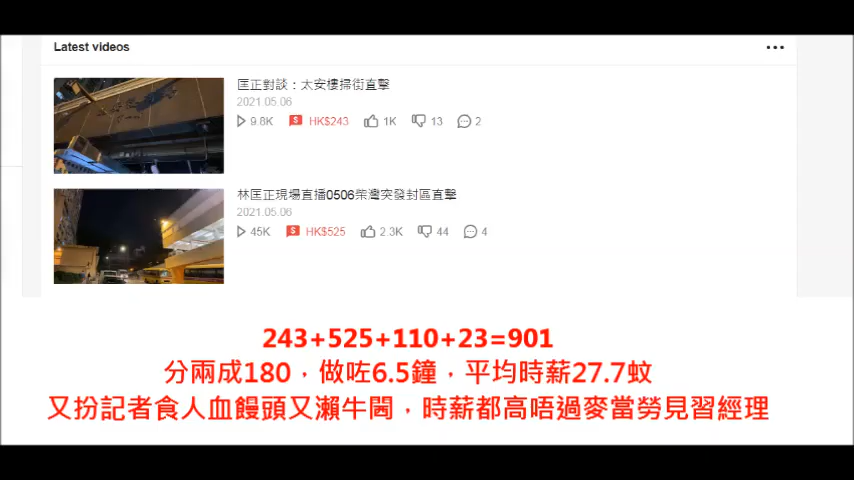 Latest videos
匡正對談：太安樓掃街直擊
2021.05.06
9.8K HK$243 1K 13 2
林匡正現場直播0506柴灣突發封區直擊
2021.05.06
45K HK$525 2.3K 44 4
243+525+110+23=901
分兩成180，做咗6.5鐘，平均時薪27.7蚊
又扮記者食人血饅頭又瀨牛閪，時薪都高唔過麥當勞見習經理